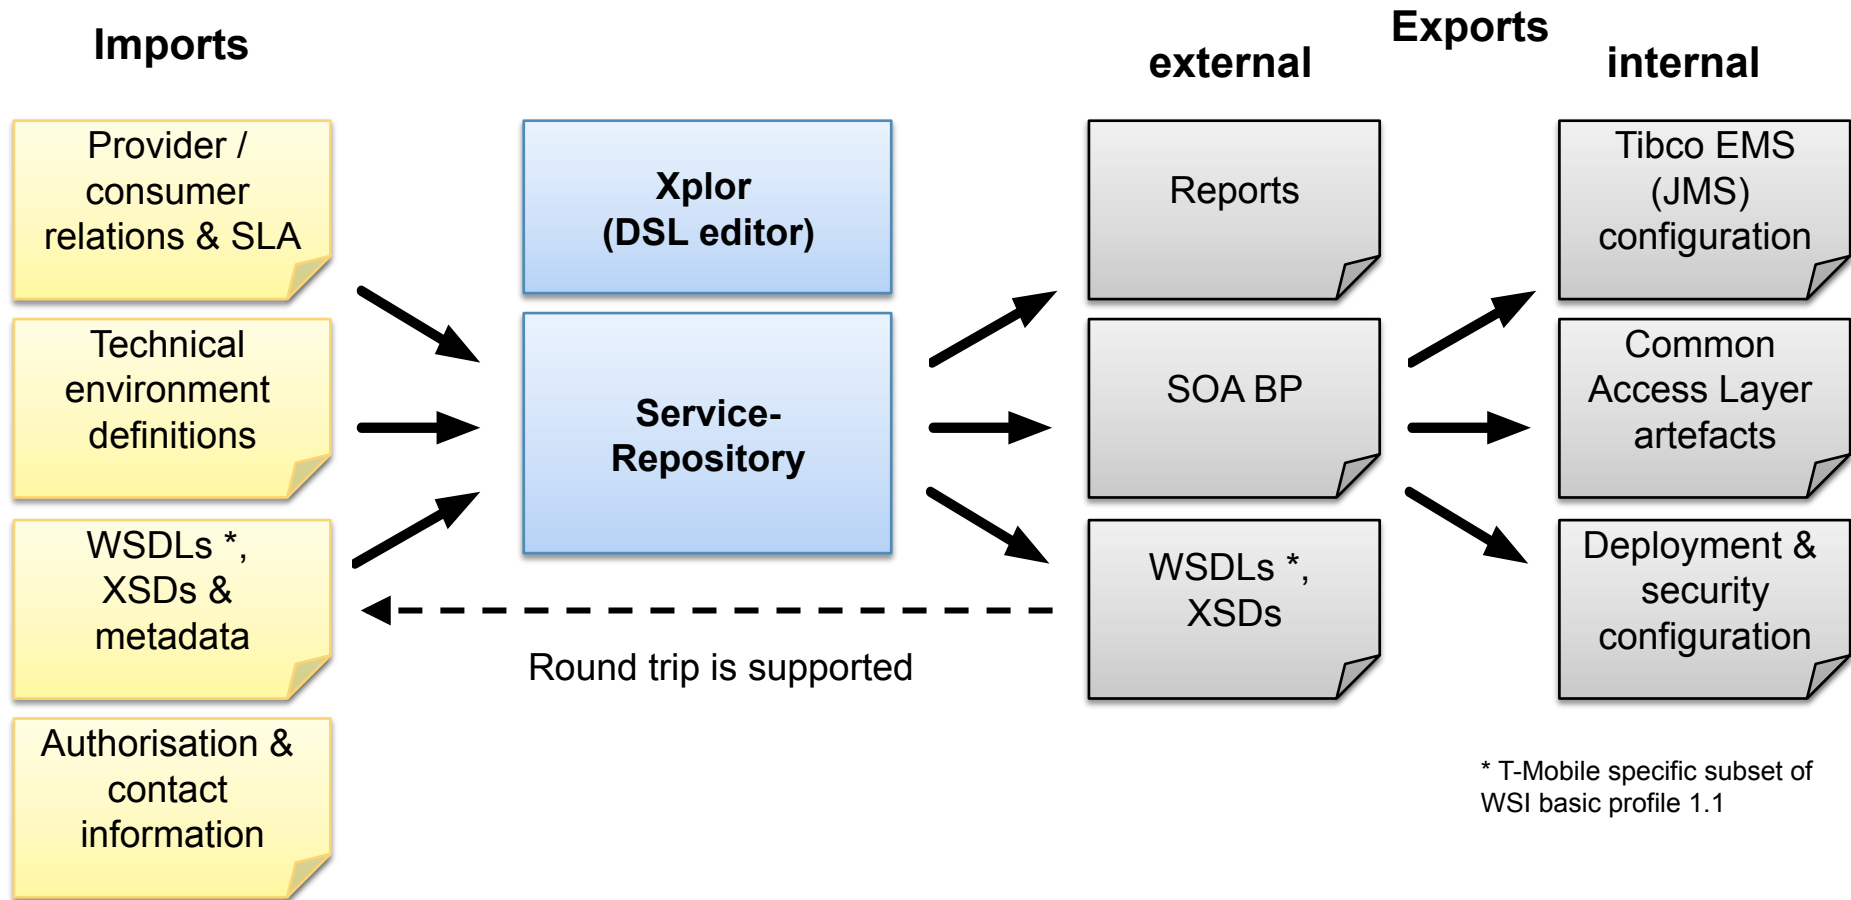 Imports
Exports
external
internal
Provider /
consumer
relations & SLA
Technical
environment
definitions
WSDLs *,
XSDs &
metadata
Authorisation &
contact
information
Xplor
(DSL editor)
Service-
Repository
Round trip is supported
Reports
SOA BP
WSDLs *,
XSDs
Tibco EMS
(JMS)
configuration
Common
Access Layer
artefacts
Deployment &
security
configuration
* T-Mobile specific subset of
WSI basic profile 1.1